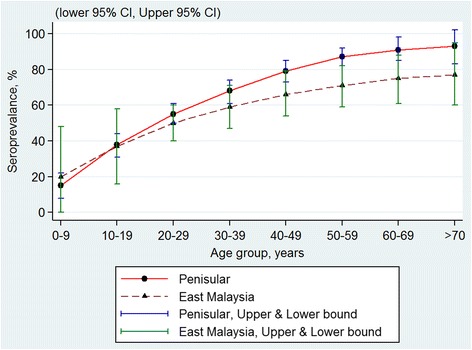 (lower 95% CI, Upper 95% CI)
Seroprevalance, %
100
80
60
40
20
0
0-9 10-19 20-29 30-39 40-49 50-59 60-69 >70
Age group, years
Penisular
East Malaysia
Penisular, Upper & Lower bound
East Malaysia, Upper & Lower bound